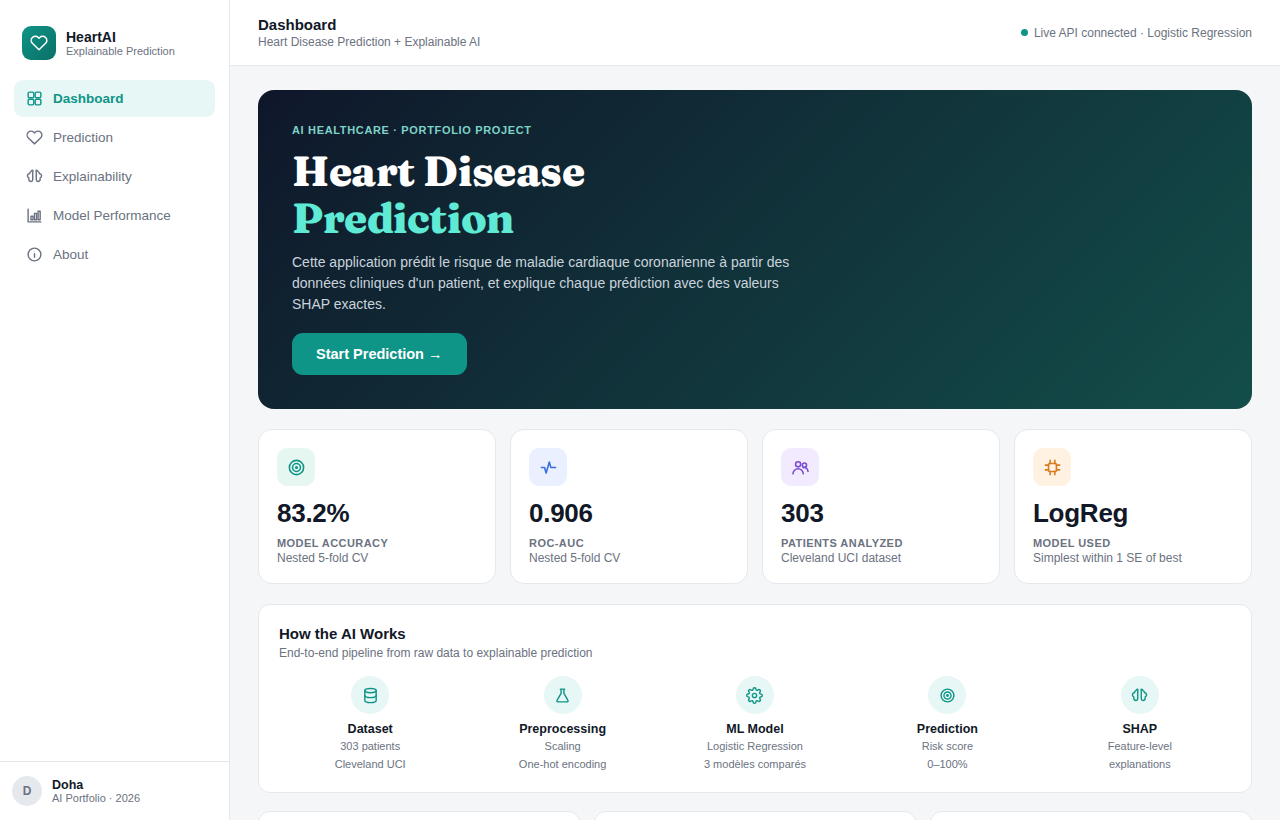 HeartAI
Explainable Prediction
Dashboard
Prediction
Explainability
Model Performance
About
D
Doha
AI Portfolio · 2026
Dashboard
Heart Disease Prediction + Explainable AI
Live API connected · Logistic Regression
AI HEALTHCARE · PORTFOLIO PROJECT
Heart Disease
Prediction
Cette application prédit le risque de maladie cardiaque coronarienne à partir des
données cliniques d'un patient, et explique chaque prédiction avec des valeurs
SHAP exactes.
Start Prediction →
83.2%
MODEL ACCURACY
Nested 5-fold CV
0.906
ROC-AUC
Nested 5-fold CV
303
PATIENTS ANALYZED
Cleveland UCI dataset
LogReg
MODEL USED
Simplest within 1 SE of best
How the AI Works
End-to-end pipeline from raw data to explainable prediction
Dataset
303 patients
Cleveland UCI
Preprocessing
Scaling
One-hot encoding
ML Model
Logistic Regression
3 modèles comparés
Prediction
Risk score
0–100%
SHAP
Feature-level
explanations